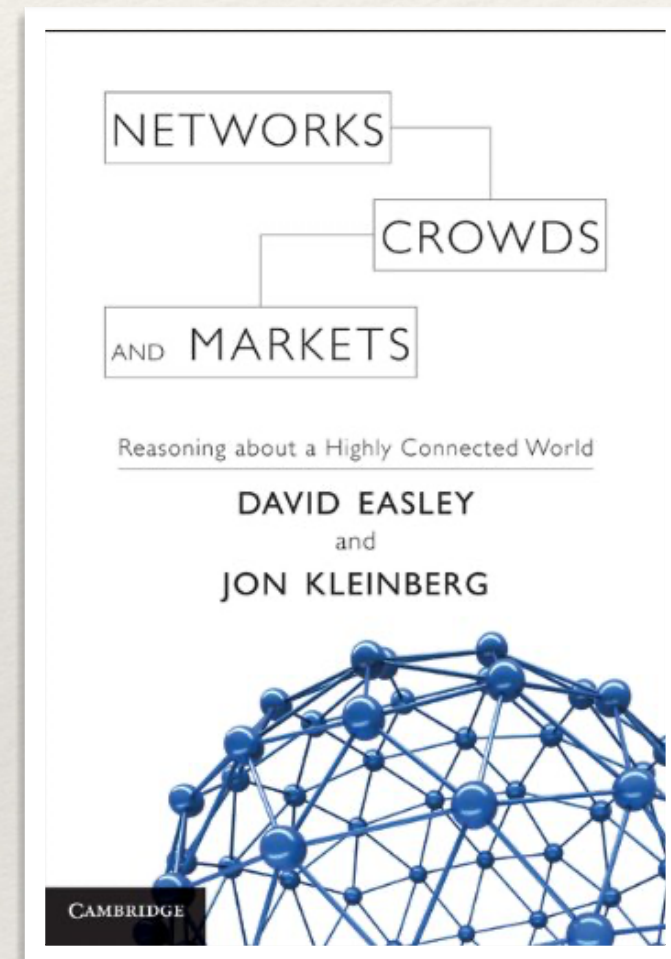 NETWORKS
CROWDS
AND MARKETS
Reasoning about a Highly Connected World
DAVID EASLEY
and
JON KLEINBERG
CAMBRIDGE